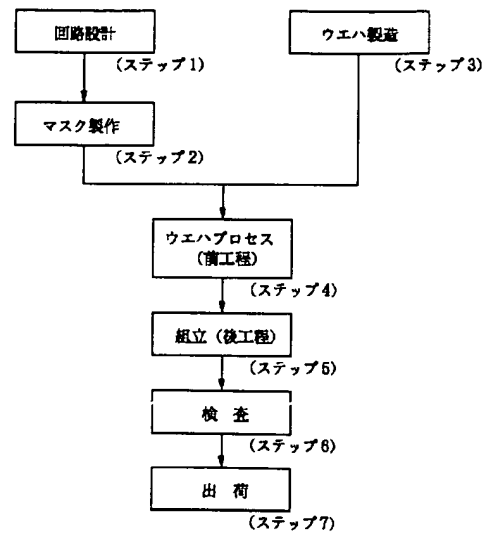 回路設計
(ステップ1)
ウエハ製造
(ステップ3)
マスク製作
(ステップ2)
ウエハプロセス
(前工程)
(ステップ4)
組立(後工程)
(ステップ5)
検 査
(ステップ6)
出 荷
(ステップ7)